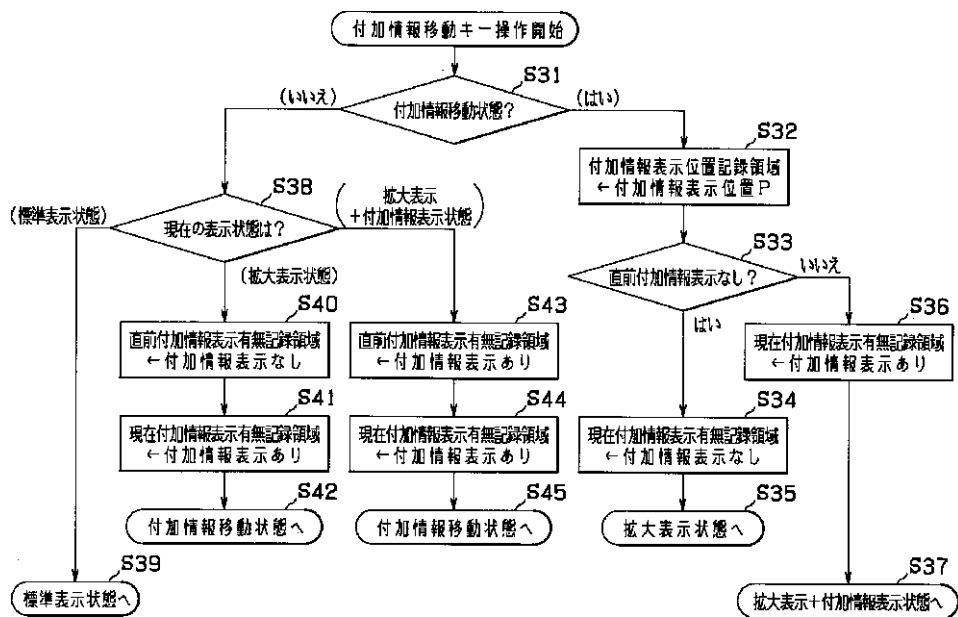 付加情報移動キー操作開始
S31
(いいえ)
付加情報移動状態?
(はい)
S32
付加情報表示位置記録領域
←付加情報表示位置P
S38
(標準表示状態)
現在の表示状態は?
(拡大表示
+付加情報表示状態)
(拡大表示状態)
S33
直前付加情報表示なし?
いいえ
はい
S40
直前付加情報表示有無記録領域
←付加情報表示なし
S43
直前付加情報表示有無記録領域
←付加情報表示あり
S36
現在付加情報表示有無記録領域
←付加情報表示あり
S41
現在付加情報表示有無記録領域
←付加情報表示あり
S44
現在付加情報表示有無記録領域
←付加情報表示あり
S34
現在付加情報表示有無記録領域
←付加情報表示なし
S42
付加情報移動状態へ
S45
付加情報移動状態へ
S35
拡大表示状態へ
S39
標準表示状態へ
S37
拡大表示+付加情報表示状態へ